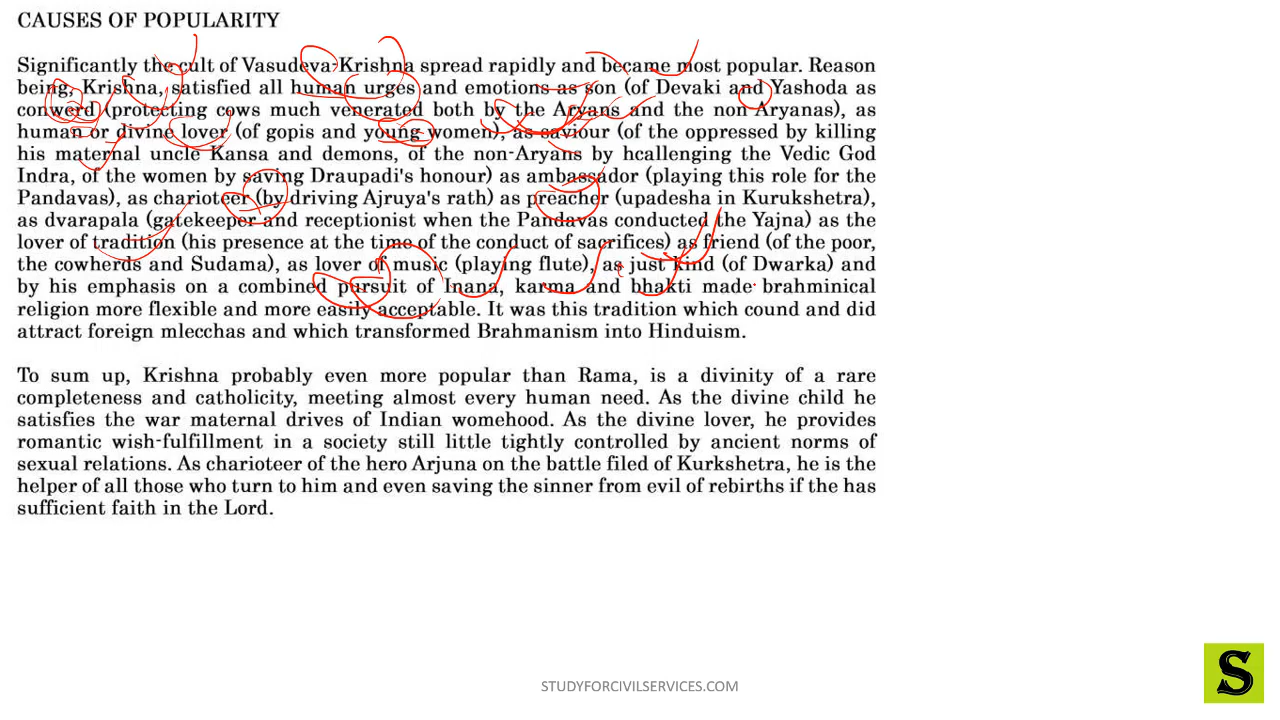 CAUSES OF POPULARITY
Significantly the cult of Vasudeva-Krishna spread rapidly and became most popular. Reason
being, Krishna, satisfied all human urges and emotions as son (of Devaki and Yashoda as
conwerd (protecting cows much venerated both by the Aryans and the non Aryanas), as
human or divine lover (of gopis and young women), as saviour (of the oppressed by killing
his maternal uncle Kansa and demons, of the non-Aryans by hcallenging the Vedic God
Indra, of the women by saving Draupadi's honour) as ambassador (playing this role for the
Pandavas), as charioteer (by driving Ajruya's rath) as preacher (upadesha in Kurukshetra),
as dvarapala (gatekeeper and receptionist when the Pandavas conducted the Yajna) as the
lover of tradition (his presence at the time of the conduct of sacrifices) as friend (of the poor,
the cowherds and Sudama), as lover of music (playing flute), as just kind (of Dwarka) and
by his emphasis on a combined pursuit of Inana, karma and bhakti made brahminical
religion more flexible and more easily acceptable. It was this tradition which cound and did
attract foreign mlecchas and which transformed Brahmanism into Hinduism.
To sum up, Krishna probably even more popular than Rama, is a divinity of a rare
completeness and catholicity, meeting almost every human need. As the divine child he
satisfies the war maternal drives of Indian womehood. As the divine lover, he provides
romantic wish-fulfillment in a society still little tightly controlled by ancient norms of
sexual relations. As charioteer of the hero Arjuna on the battle filed of Kurkshetra, he is the
helper of all those who turn to him and even saving the sinner from evil of rebirths if the has
sufficient faith in the Lord.
STUDYFORCIVILSERVICES.COM
S